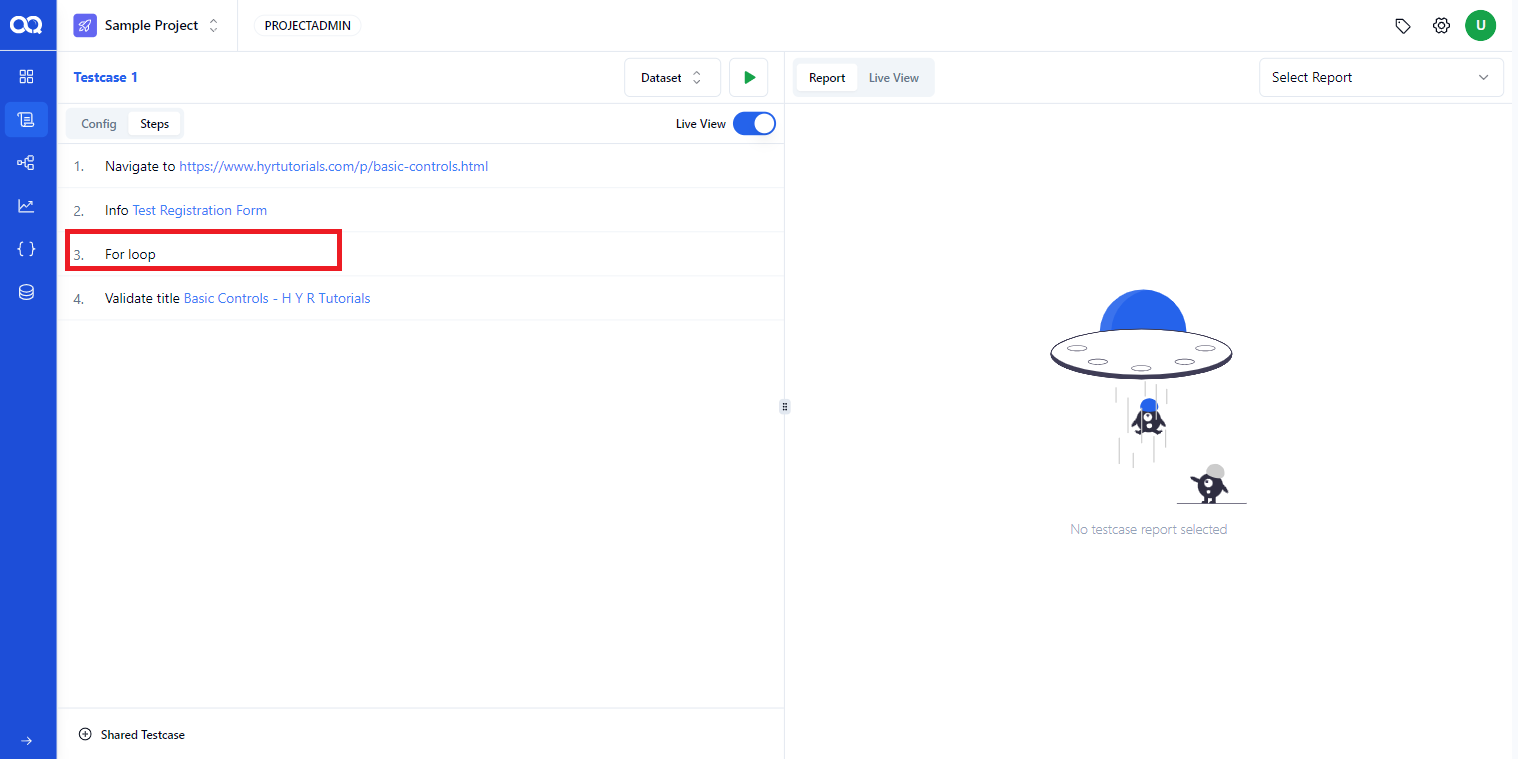 Sample Project
PROJECTADMIN
U
Testcase 1
Dataset
Report
Live View
Select Report
Config
Steps
Live View
1. Navigate to https://www.hyrtutorials.com/p/basic-controls.html
2. Info Test Registration Form
3. For loop
4. Validate title Basic Controls - H Y R Tutorials
No testcase report selected
Shared Testcase